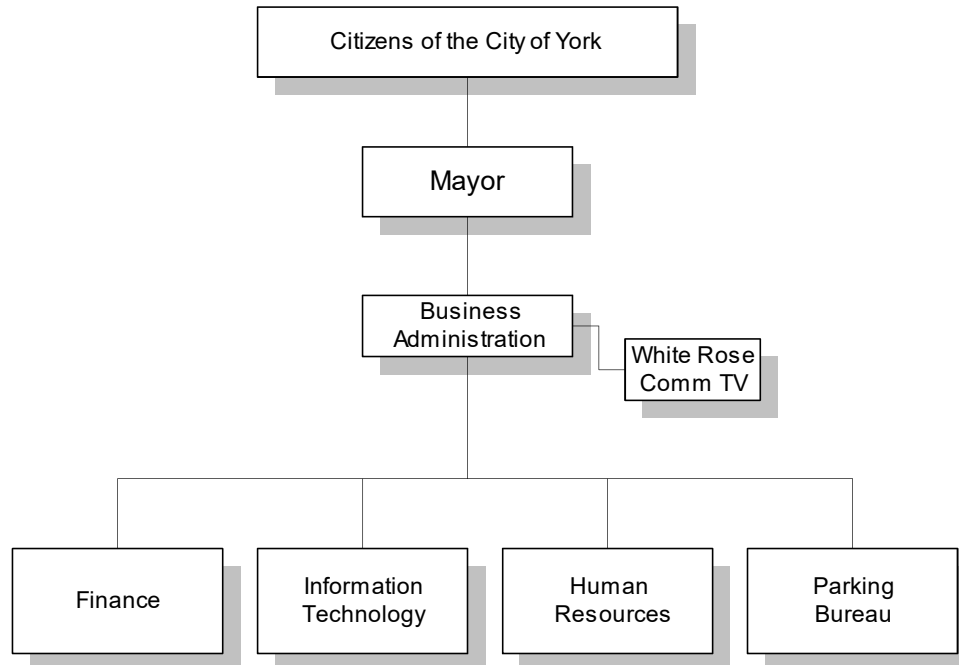 Citizens of the City of York
Mayor
Business
Administration
White Rose
Comm TV
Finance
Information
Technology
Human
Resources
Parking
Bureau